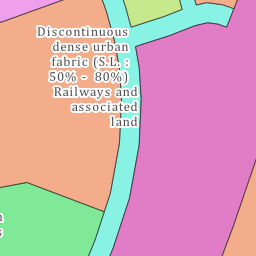 Discontinuous
dense urban
fabric (S.L. :
50% - 80%)
Railways and
associated
land